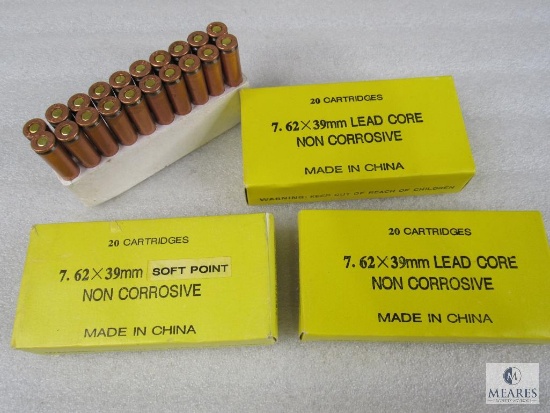 20 CARTRIDGES
7.62×39mm LEAD CORE
NON CORROSIVE
MADE IN CHINA
WARNING: KEEP OUT OF REACH OF CHILDREN
20 CARTRIDGES
7.62×39mm SOFT POINT
NON CORROSIVE
MADE IN CHINA
20 CARTRIDGES
7.62×39mm LEAD CORE
NON CORROSIVE
MADE IN CHINA
MEARES